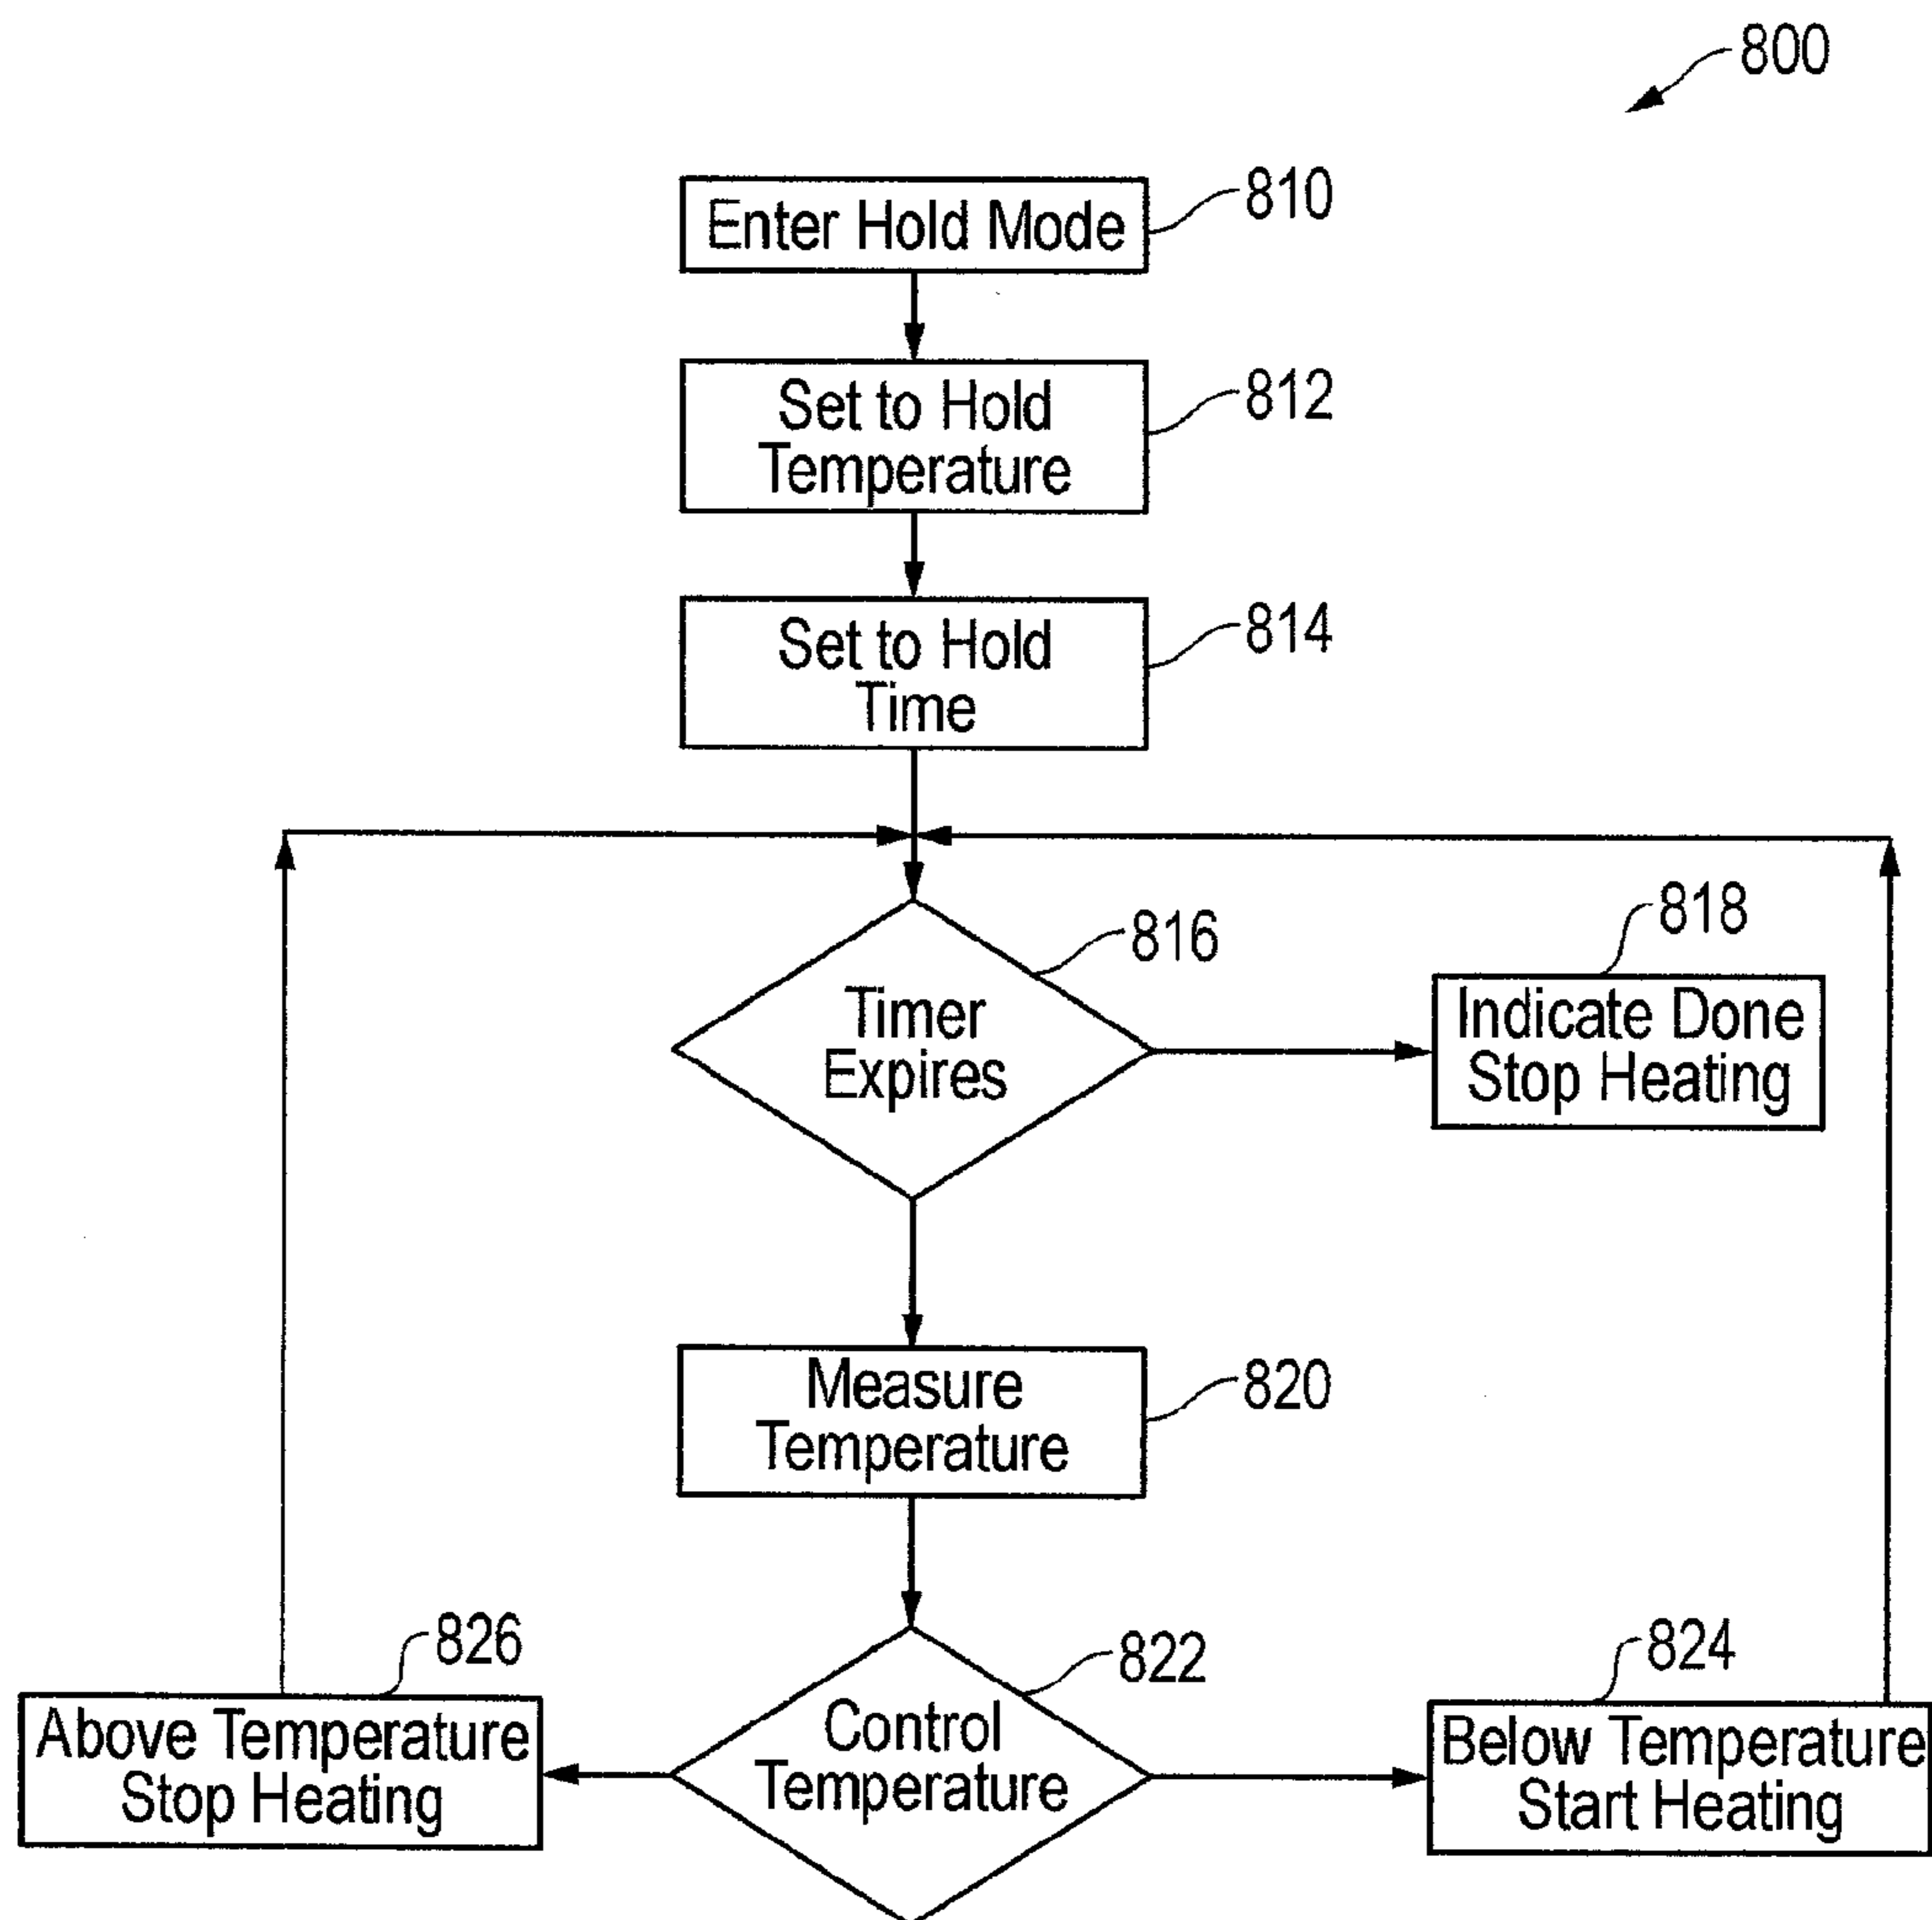 800
Enter Hold Mode
810
Set to Hold
Temperature
812
Set to Hold
Time
814
Timer
Expires
816
Indicate Done
Stop Heating
818
Measure
Temperature
820
Control
Temperature
822
Above Temperature
Stop Heating
826
Below Temperature
Start Heating
824